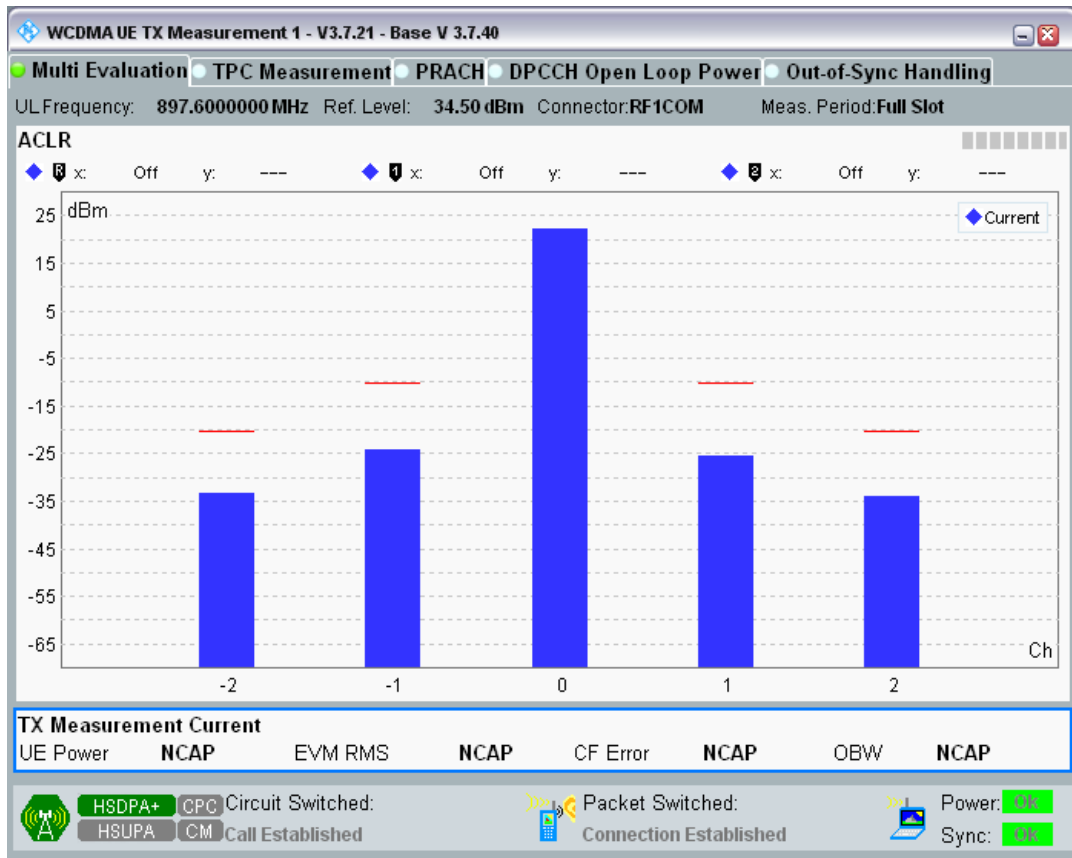 WCDMA UE TX Measurement 1 - V3.7.21 - Base V 3.7.40
Multi Evaluation TPC Measurement PRACH DPCCH Open Loop Power Out-of-Sync Handling
UL Frequency: 897.6000000 MHz Ref. Level: 34.50 dBm Connector: RF1COM Meas. Period: Full Slot
ACLR
R x: Off y: --- 1 x: Off y: --- 2 x: Off y: ---
dBm
Current
25
15
5
-5
-15
-25
-35
-45
-55
-65
Ch
-2 -1 0 1 2
TX Measurement Current
UE Power NCAP EVM RMS NCAP CF Error NCAP OBW NCAP
HSDPA+ CPC Circuit Switched: Packet Switched: Power: Ok
HSUPA CM Call Established Connection Established Sync: Ok